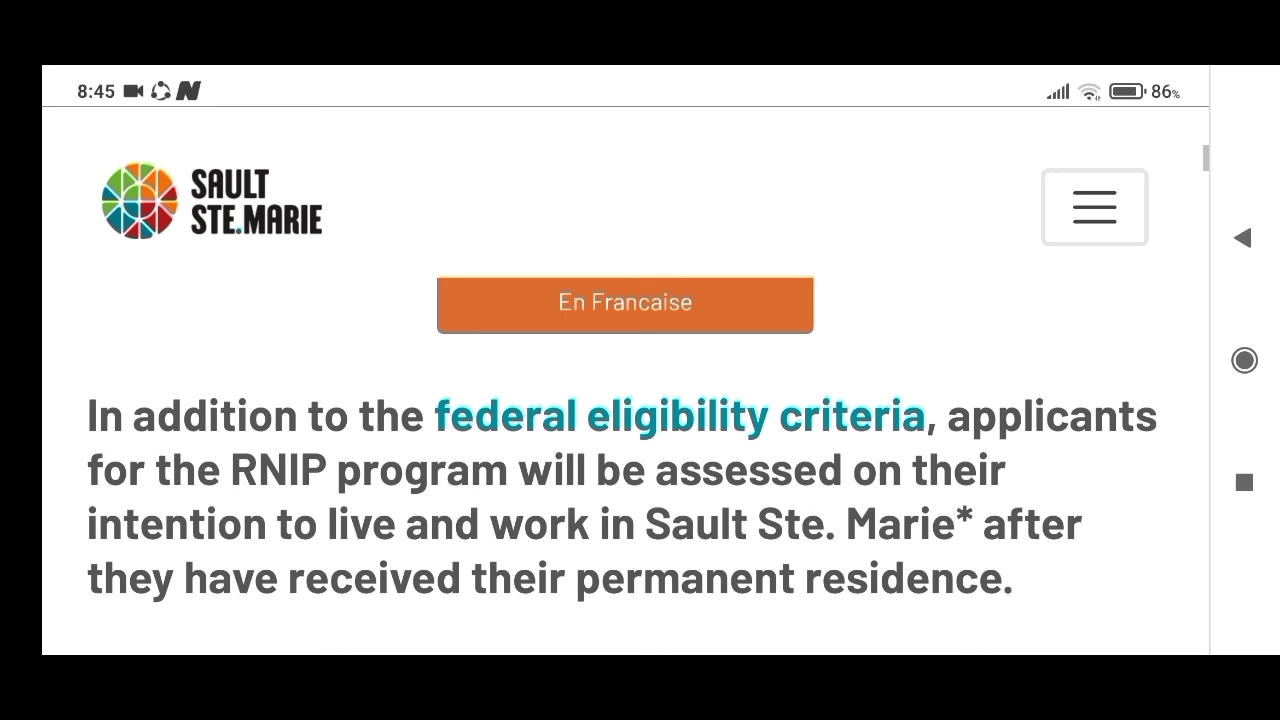 8:45
86%
SAULT
STE.MARIE
En Francaise
In addition to the federal eligibility criteria, applicants
for the RNIP program will be assessed on their
intention to live and work in Sault Ste. Marie* after
they have received their permanent residence.